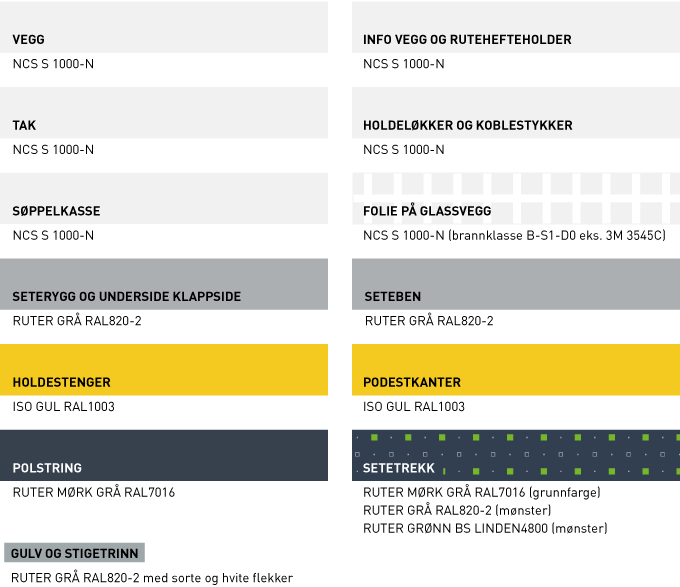 VEGG
NCS S 1000-N
INFO VEGG OG RUTEHEFTEHOLDER
NCS S 1000-N
TAK
NCS S 1000-N
HOLDELØKKER OG KOBLESTYKKER
NCS S 1000-N
SØPPELKASSE
NCS S 1000-N
FOLIE PÅ GLASSVEGG
NCS S 1000-N (brannklasse B-S1-D0 eks. 3M 3545C)
SETERYGG OG UNDERSIDE KLAPPSIDE
RUTER GRÅ RAL820-2
SETEBEN
RUTER GRÅ RAL820-2
HOLDESTENGER
ISO GUL RAL1003
PODESTKANTER
ISO GUL RAL1003
POLSTRING
RUTER MØRK GRÅ RAL7016
SETETREKK
RUTER MØRK GRÅ RAL7016 (grunnfarge)
RUTER GRÅ RAL820-2 (mønster)
RUTER GRØNN BS LINDEN4800 (mønster)
GULV OG STIGETRINN
RUTER GRÅ RAL820-2 med sorte og hvite flekker